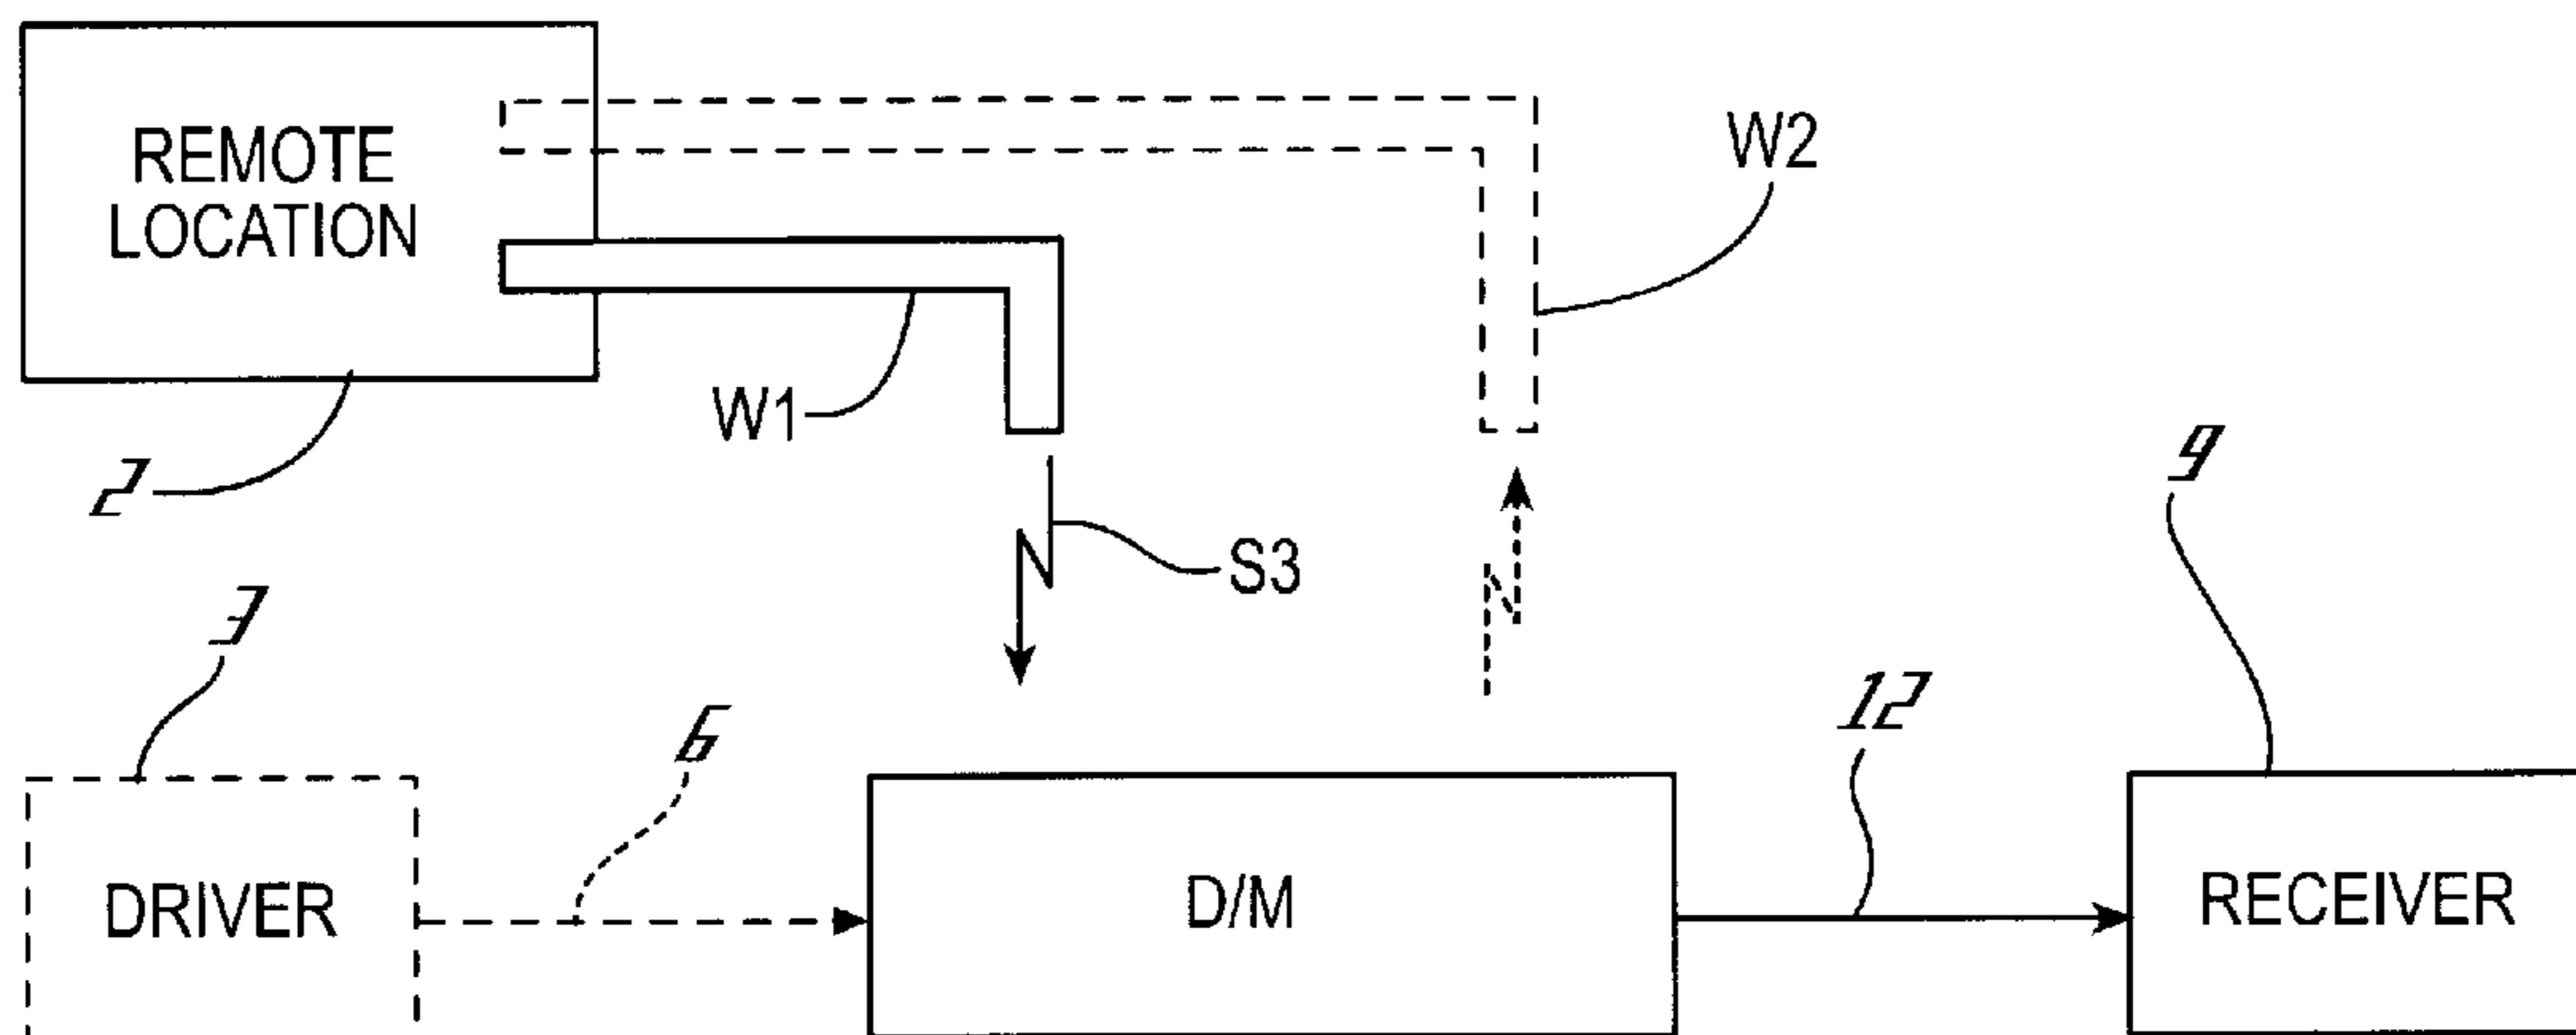 REMOTE
LOCATION
W2
W1
2
9
S3
3
6
12
DRIVER
D/M
RECEIVER